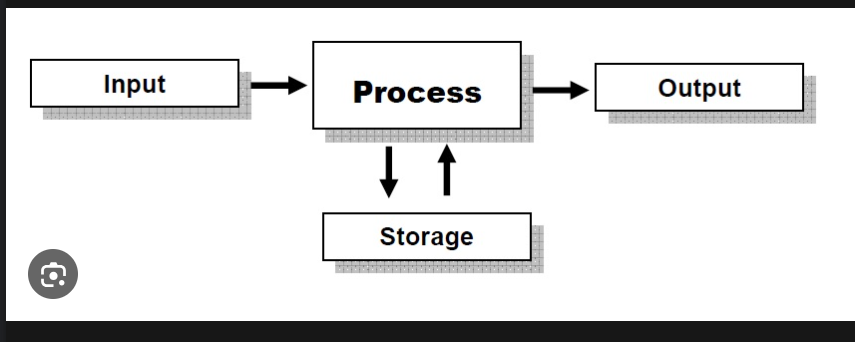 Input
Process
Output
Storage